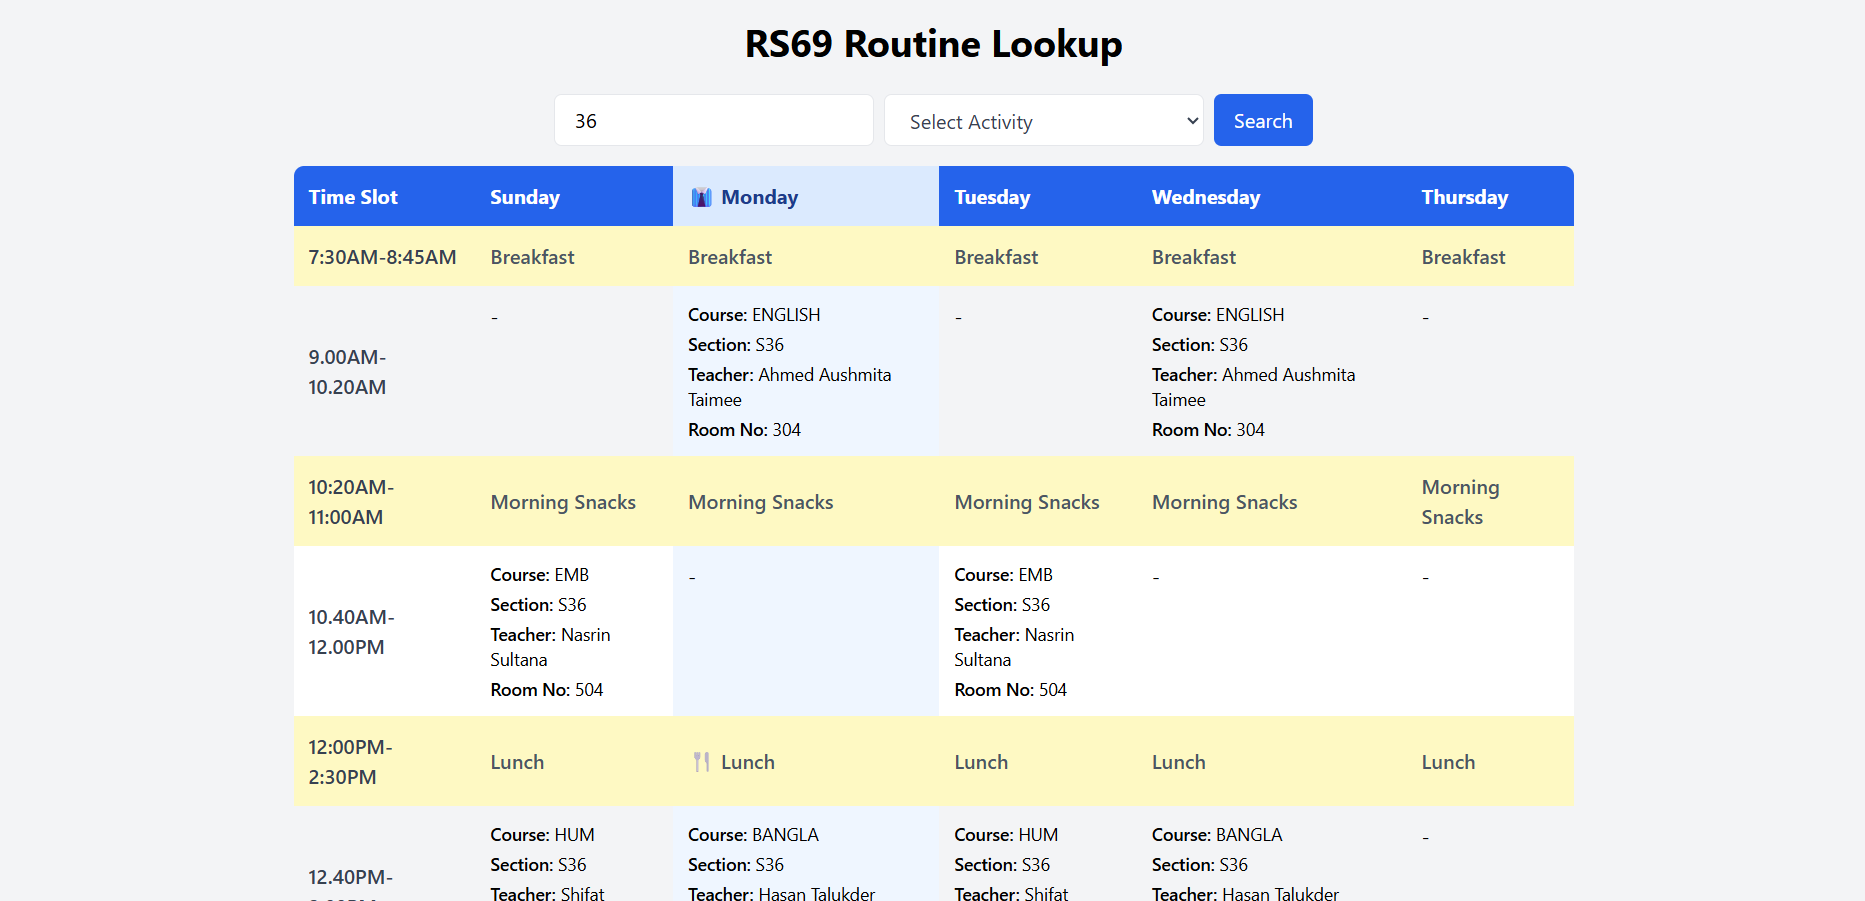 RS69 Routine Lookup
36
Select Activity
Search
Time Slot Sunday Monday Tuesday Wednesday Thursday
7:30AM-8:45AM Breakfast Breakfast Breakfast Breakfast Breakfast
9.00AM-
10.20AM
-
Course: ENGLISH
Section: S36
Teacher: Ahmed Aushmita
Taimee
Room No: 304
-
Course: ENGLISH
Section: S36
Teacher: Ahmed Aushmita
Taimee
Room No: 304
-
10:20AM-
11:00AM
Morning Snacks
Morning Snacks
Morning Snacks
Morning Snacks
Morning
Snacks
10.40AM-
12.00PM
Course: EMB
Section: S36
Teacher: Nasrin
Sultana
Room No: 504
-
Course: EMB
Section: S36
Teacher: Nasrin
Sultana
Room No: 504
-
-
12:00PM-
2:30PM
Lunch
Lunch
Lunch
Lunch
Lunch
12.40PM-
Course: HUM
Section: S36
Teacher: Shifat
Course: BANGLA
Section: S36
Teacher: Hasan Talukder
Course: HUM
Section: S36
Teacher: Shifat
Course: BANGLA
Section: S36
Teacher: Hasan Talukder
-